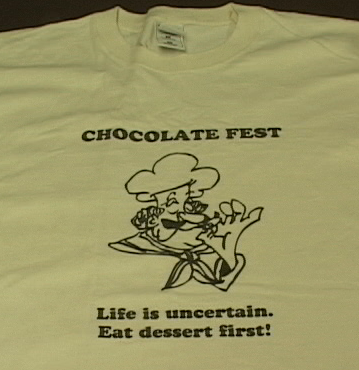 CHOCOLATE FEST
Life is uncertain.
Eat dessert first!